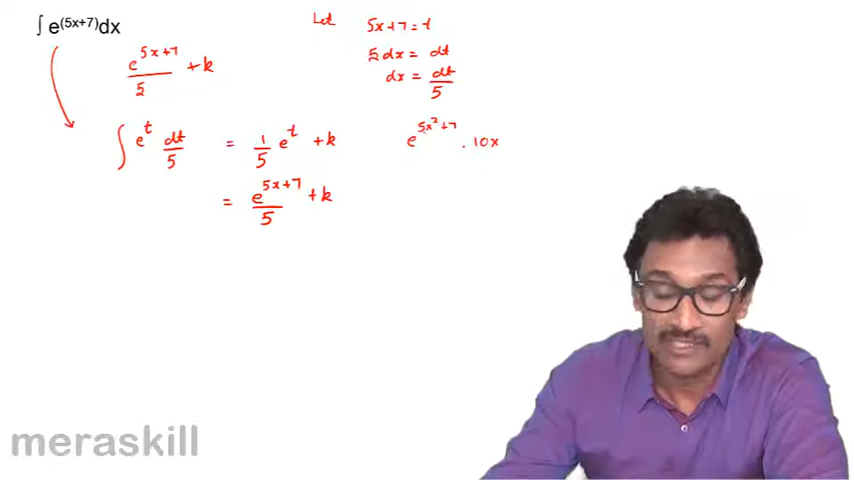 ∫ e^(5x+7)dx
Let 5x+7 = t
5dx = dt
dx = dt/5
e^(5x+7)/5 + k
∫ e^t dt/5 = 1/5 e^t + k
= e^(5x+7)/5 + k
e^(5x²+7) . 10x
meraskill